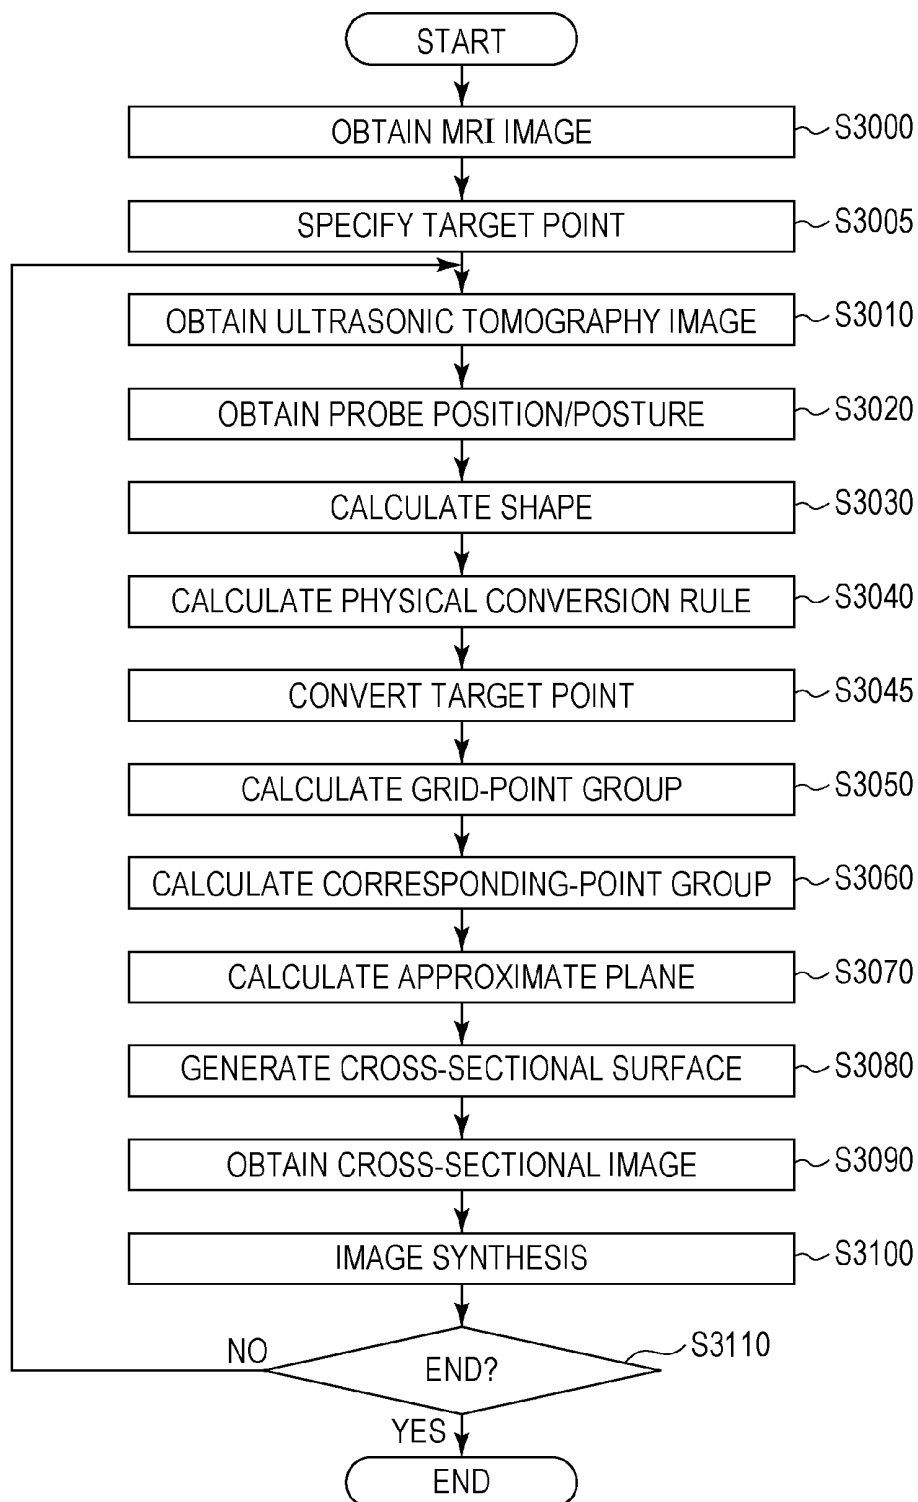 START
OBTAIN MRI IMAGE
S3000
SPECIFY TARGET POINT
S3005
OBTAIN ULTRASONIC TOMOGRAPHY IMAGE
S3010
OBTAIN PROBE POSITION/POSTURE
S3020
CALCULATE SHAPE
S3030
CALCULATE PHYSICAL CONVERSION RULE
S3040
CONVERT TARGET POINT
S3045
CALCULATE GRID-POINT GROUP
S3050
CALCULATE CORRESPONDING-POINT GROUP
S3060
CALCULATE APPROXIMATE PLANE
S3070
GENERATE CROSS-SECTIONAL SURFACE
S3080
OBTAIN CROSS-SECTIONAL IMAGE
S3090
IMAGE SYNTHESIS
S3100
NO
END?
S3110
YES
END